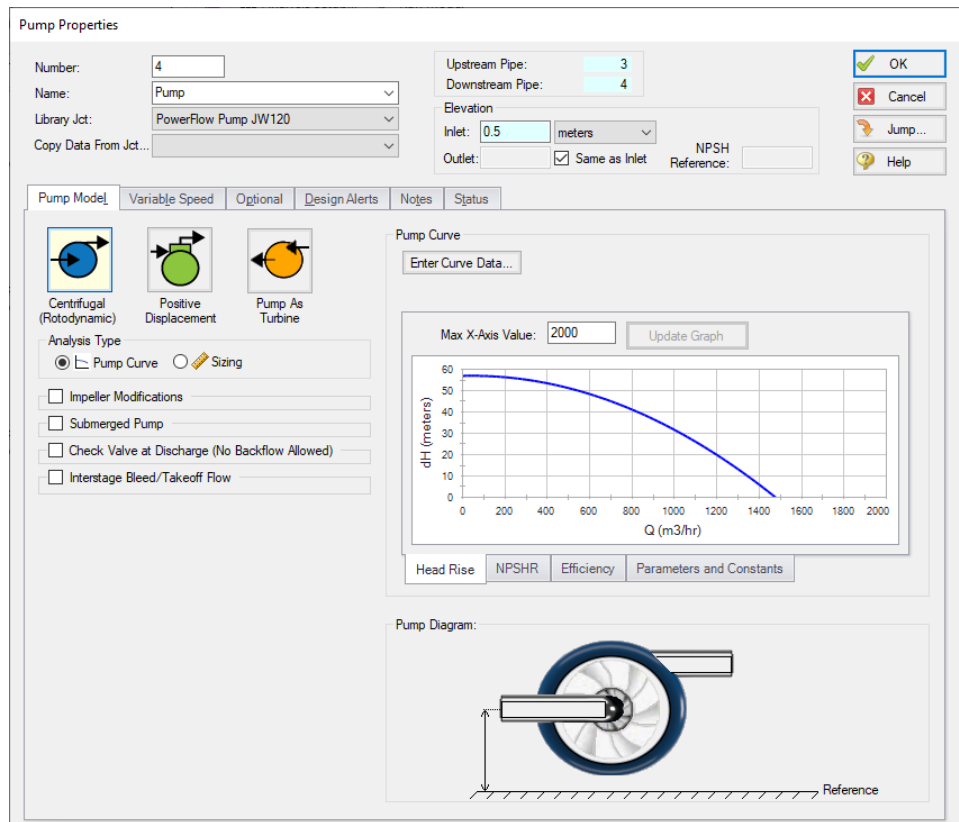 Pump Properties
Number: 4
Name: Pump
Library Jct: PowerFlow Pump JW120
Copy Data From Jct...
Upstream Pipe: 3
Downstream Pipe: 4
Elevation
Inlet: 0.5 meters
Outlet: Same as Inlet
NPSH
Reference:
OK
Cancel
Jump...
Help
Pump Model Variable Speed Optional Design Alerts Notes Status
Centrifugal
(Rotodynamic)
Positive
Displacement
Pump As
Turbine
Analysis Type
Pump Curve Sizing
Impeller Modifications
Submerged Pump
Check Valve at Discharge (No Backflow Allowed)
Interstage Bleed/Takeoff Flow
Pump Curve
Enter Curve Data...
Max X-Axis Value: 2000 Update Graph
dH (meters)
60
50
40
30
20
10
0
0 200 400 600 800 1000 1200 1400 1600 1800 2000
Q (m3/hr)
Head Rise NPSHR Efficiency Parameters and Constants
Pump Diagram:
Reference